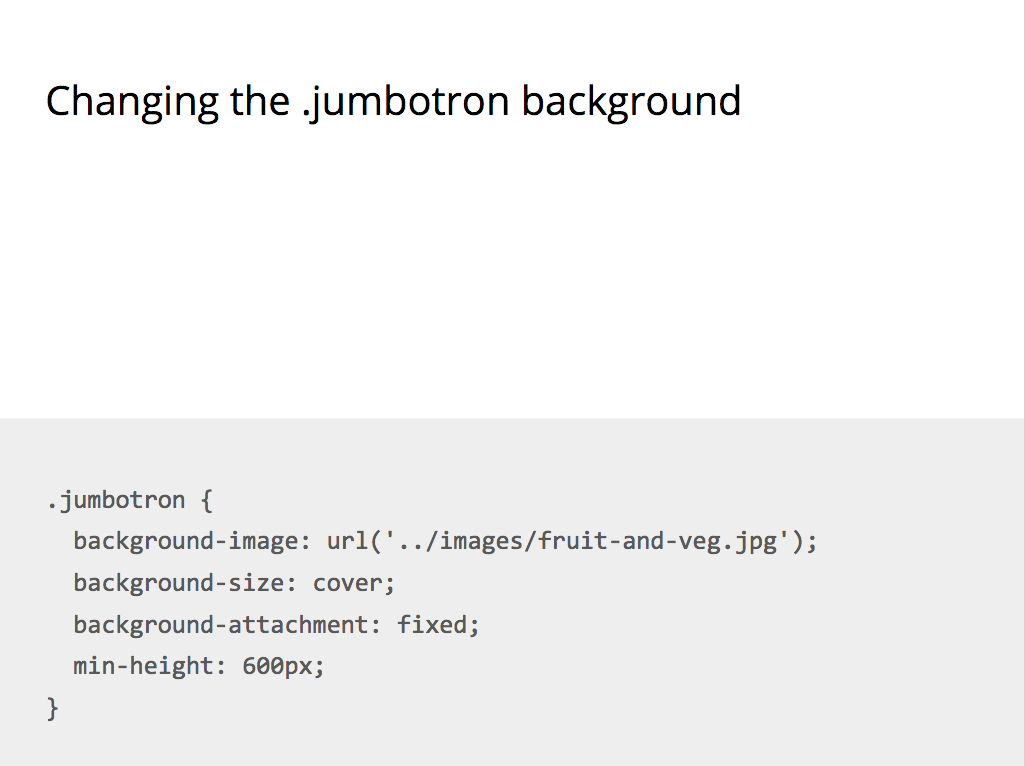 Changing the .jumbotron background
.jumbotron {
  background-image: url('../images/fruit-and-veg.jpg');
  background-size: cover;
  background-attachment: fixed;
  min-height: 600px;
}